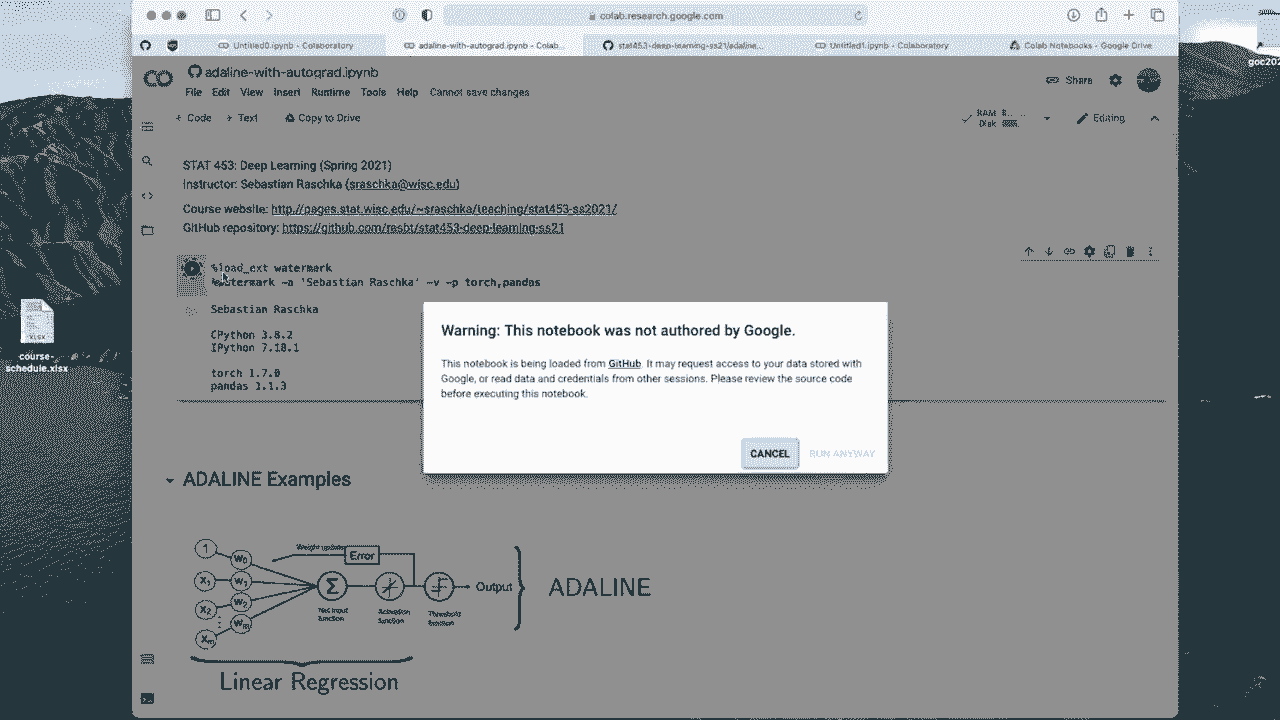 colab.research.google.com
Untitled0.ipynb - Colaboratory
adaline-with-autograd.ipynb - Colab...
stat453-deep-learning-ss21/adaline...
Untitled1.ipynb - Colaboratory
Colab Notebooks - Google Drive
adaline-with-autograd.ipynb
File Edit View Insert Runtime Tools Help Cannot save changes
Share
+ Code + Text Copy to Drive
RAM
Disk
Editing
STAT 453: Deep Learning (Spring 2021)
Instructor: Sebastian Raschka (sraschka@wisc.edu)
Course website: http://pages.stat.wisc.edu/~sraschka/teaching/stat453-ss2021/
GitHub repository: https://github.com/rasbt/stat453-deep-learning-ss21
%load_ext watermark
%watermark -a 'Sebastian Raschka' -v -p torch,pandas
Sebastian Raschka
CPython 3.8.2
IPython 7.18.1
torch 1.7.0
pandas 1.1.3
Warning: This notebook was not authored by Google.
This notebook is being loaded from GitHub. It may request access to your data stored with
Google, or read data and credentials from other sessions. Please review the source code
before executing this notebook.
CANCEL RUN ANYWAY
course-
schedule.xlsx
XLSX
ADALINE Examples
1
x₁
x₂
xₘ
w₀
w₁
w₂
wₘ
Weight update
Error
Σ
Net input
function
Activation
function
Threshold
function
Output
ADALINE
Linear Regression